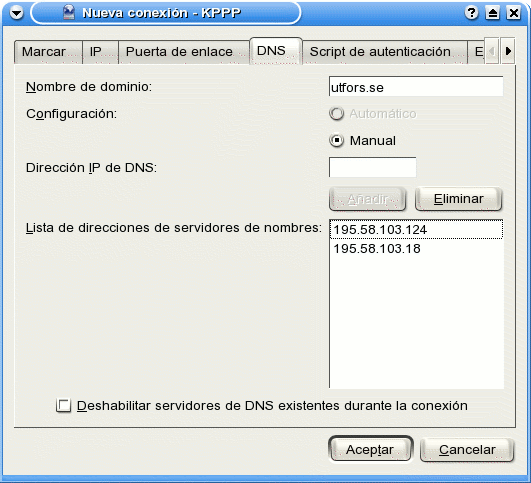 Nueva conexión - KPPP
Marcar IP Puerta de enlace DNS Script de autenticación E
Nombre de dominio: utfors.se
Configuración: Automático
Manual
Dirección IP de DNS:
Añadir Eliminar
Lista de direcciones de servidores de nombres: 195.58.103.124
195.58.103.18
Deshabilitar servidores de DNS existentes durante la conexión
Aceptar Cancelar